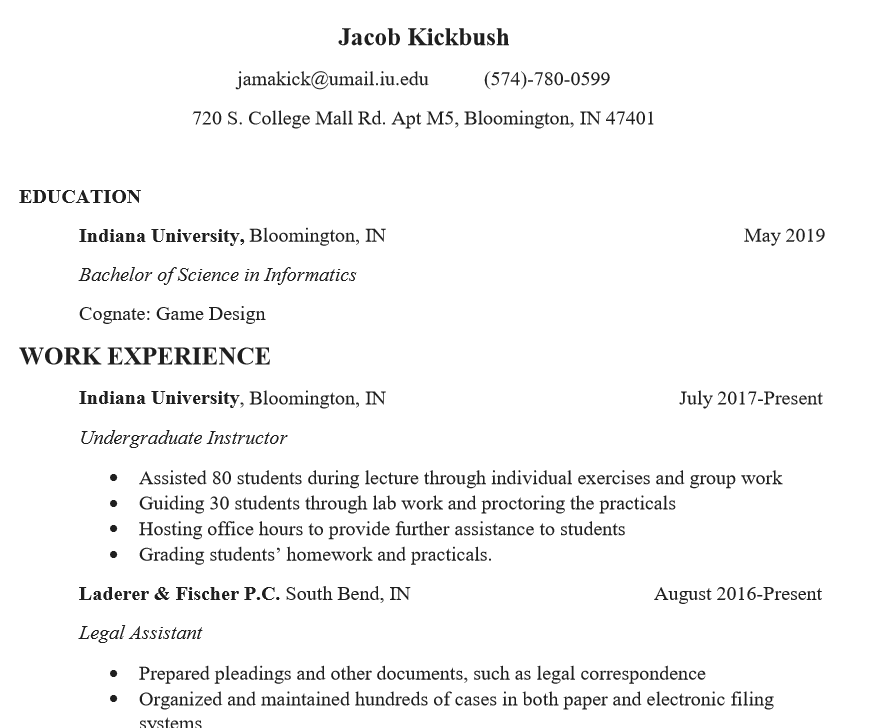 Jacob Kickbush
jamakick@umail.iu.edu (574)-780-0599
720 S. College Mall Rd. Apt M5, Bloomington, IN 47401
EDUCATION
Indiana University, Bloomington, IN May 2019
Bachelor of Science in Informatics
Cognate: Game Design
WORK EXPERIENCE
Indiana University, Bloomington, IN July 2017-Present
Undergraduate Instructor
• Assisted 80 students during lecture through individual exercises and group work
• Guiding 30 students through lab work and proctoring the practicals
• Hosting office hours to provide further assistance to students
• Grading students’ homework and practicals.
Laderer & Fischer P.C. South Bend, IN August 2016-Present
Legal Assistant
• Prepared pleadings and other documents, such as legal correspondence
• Organized and maintained hundreds of cases in both paper and electronic filing
systems